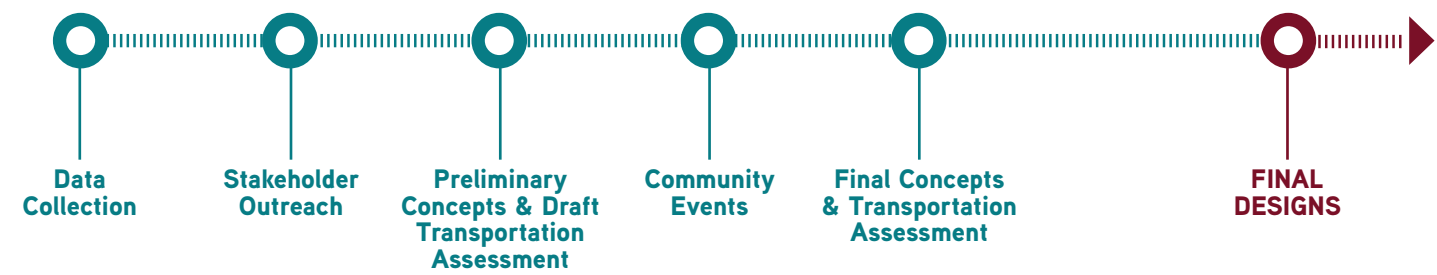 Data
Collection
Stakeholder
Outreach
Preliminary
Concepts & Draft
Transportation
Assessment
Community
Events
Final Concepts
& Transportation
Assessment
FINAL
DESIGNS